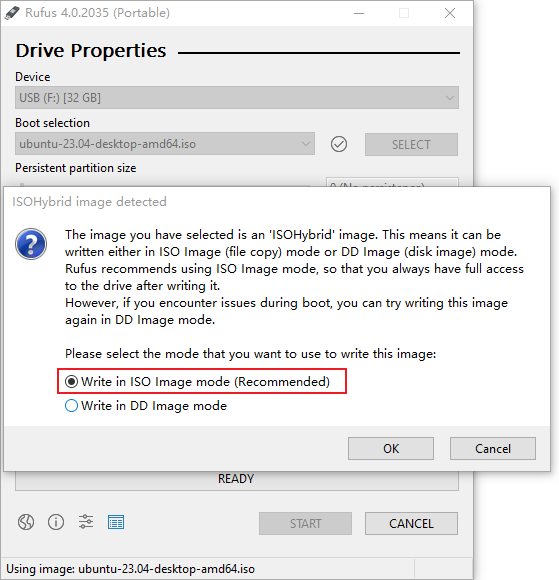 Rufus 4.0.2035 (Portable)
Drive Properties
Device
USB (F:) [32 GB]
Boot selection
ubuntu-23.04-desktop-amd64.iso
SELECT
Persistent partition size
0 (No persistence)
ISOHybrid image detected
The image you have selected is an 'ISOHybrid' image. This means it can be
written either in ISO Image (file copy) mode or DD Image (disk image) mode.
Rufus recommends using ISO Image mode, so that you always have full access
to the drive after writing it.
However, if you encounter issues during boot, you can try writing this image
again in DD Image mode.
Please select the mode that you want to use to write this image:
Write in ISO Image mode (Recommended)
Write in DD Image mode
OK
Cancel
READY
START
CANCEL
Using image: ubuntu-23.04-desktop-amd64.iso